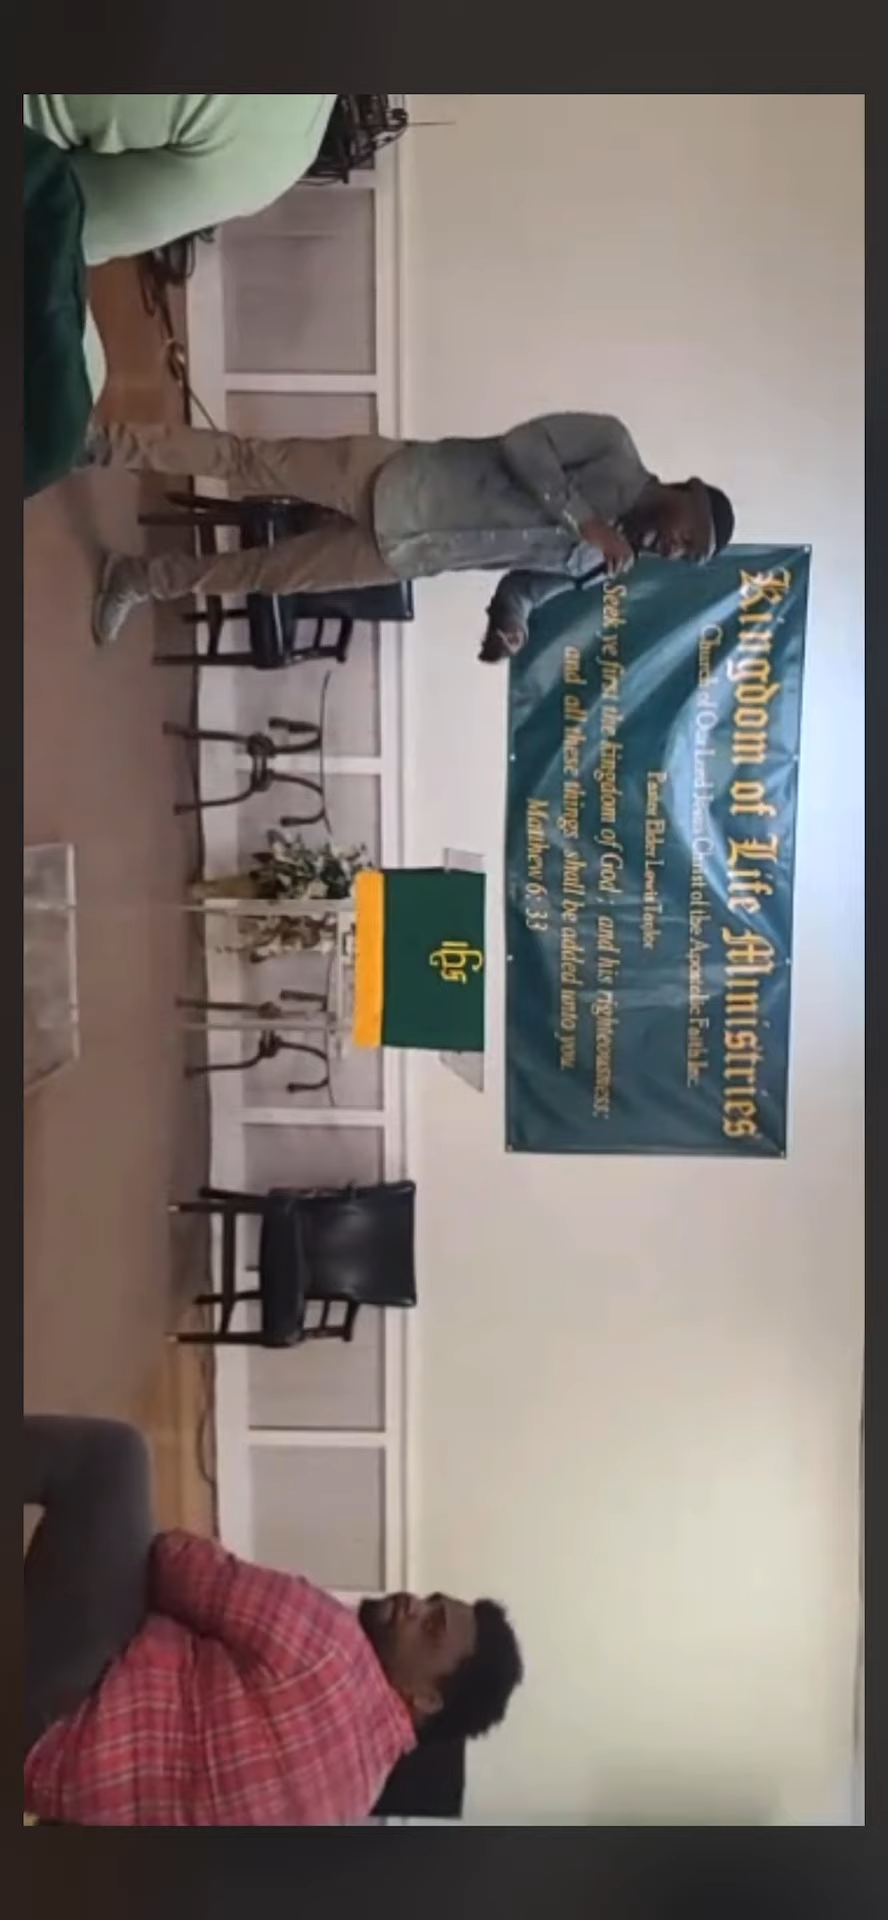 Kingdom of Life Ministries
Church of Our Lord Jesus Christ of the Apostolic Faith Inc.
Pastor Elder Lowis Taylor
Seek ye first the kingdom of God ; and his righteousness;
and all these things shall be added unto you.
Matthew 6: 33
IHS